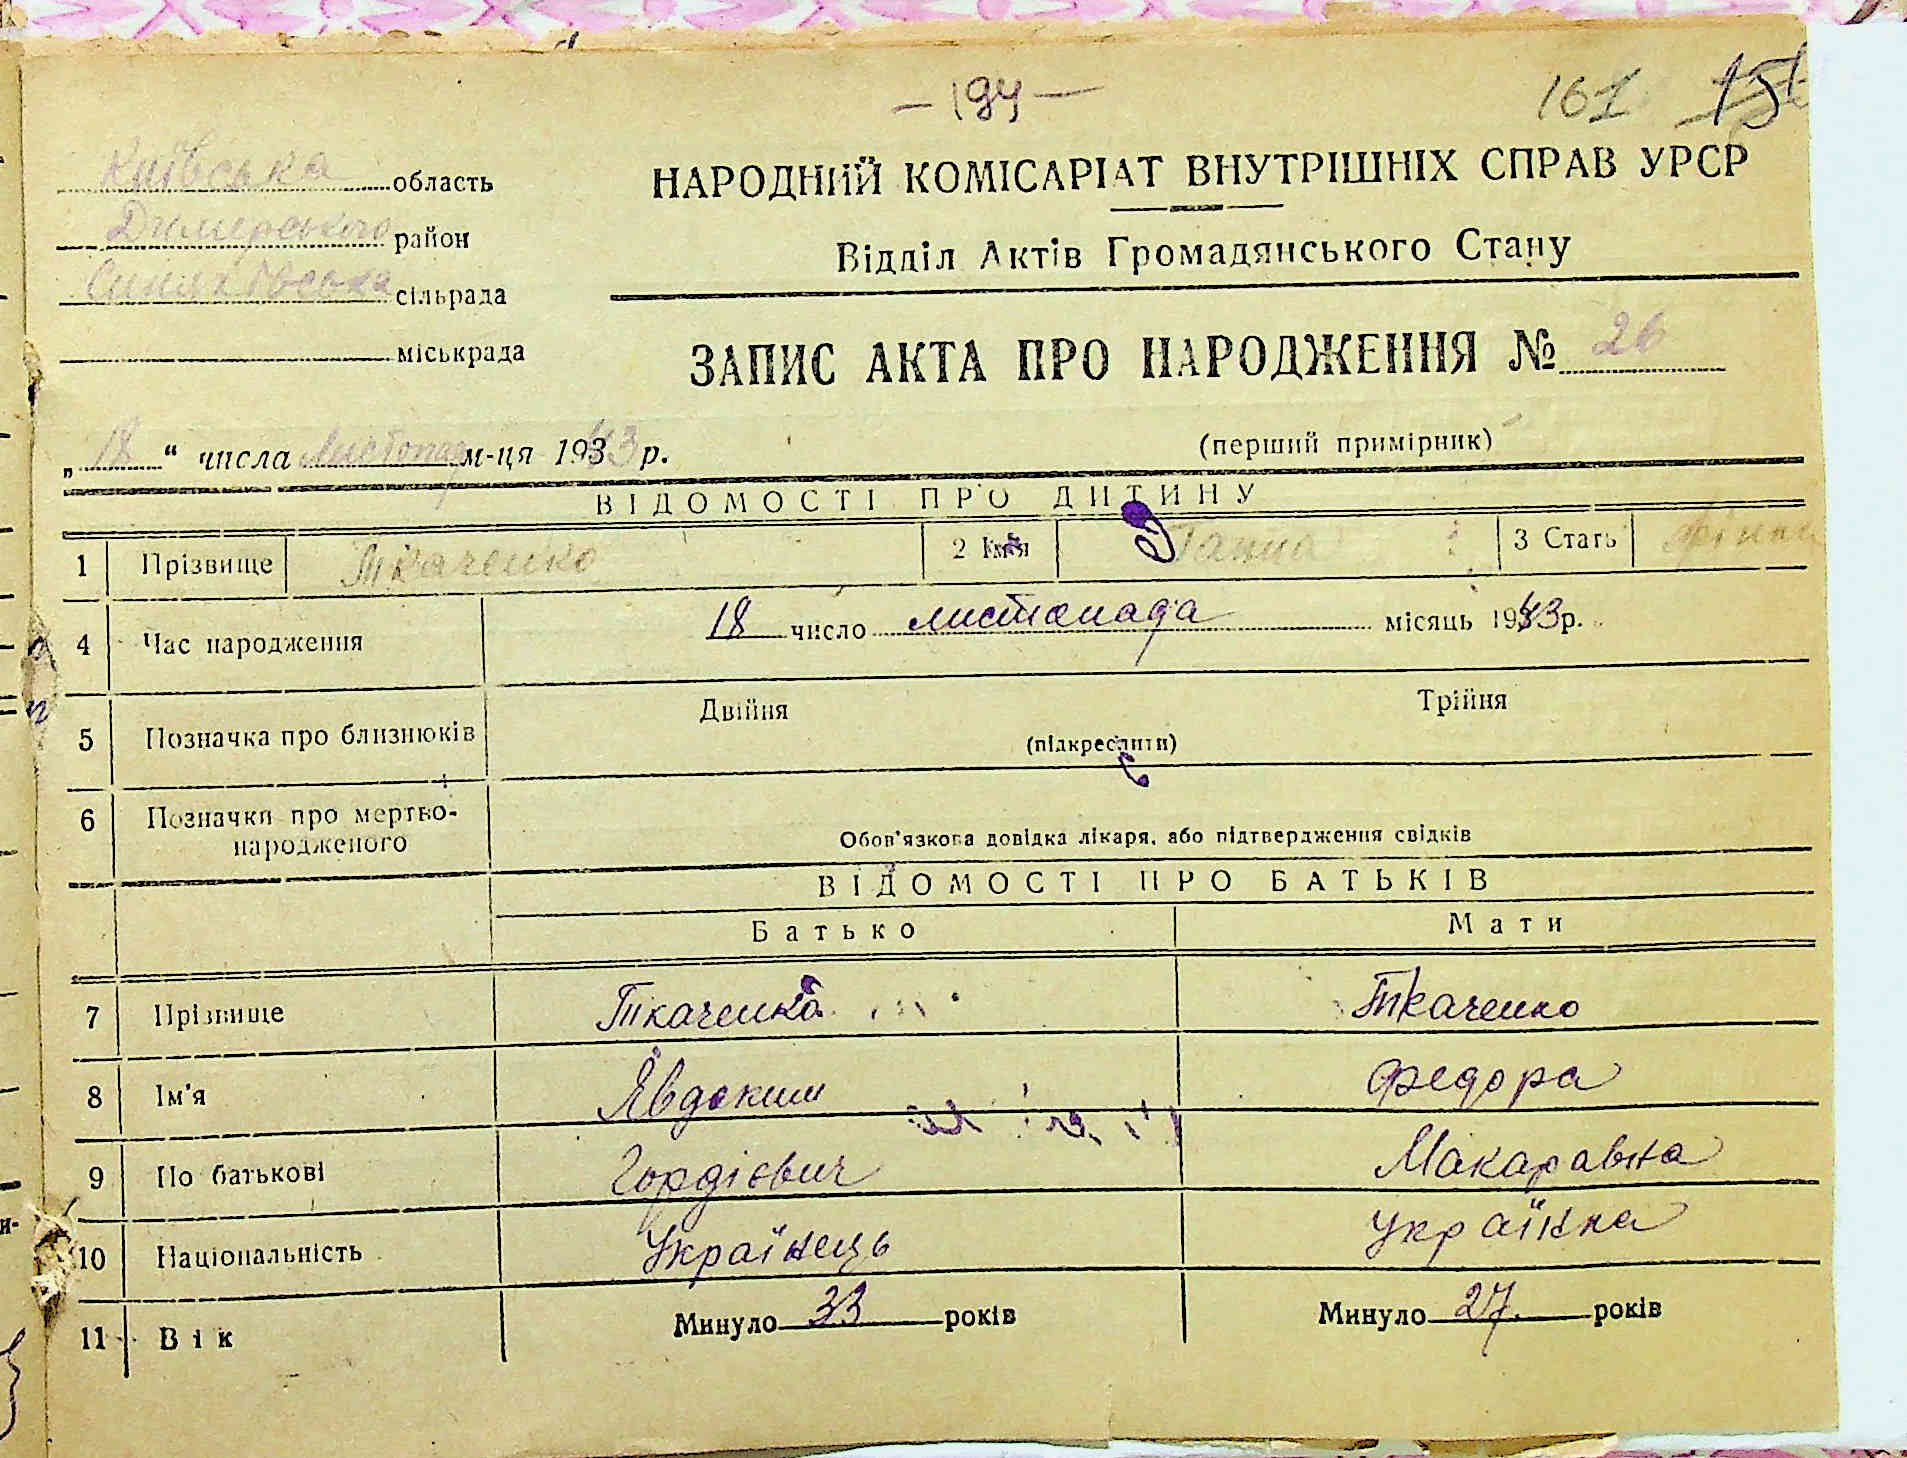 — 194 —
161
Київська область
Димерського район
Синяківська сільрада
міськрада
НАРОДНИЙ КОМІСАРІАТ ВНУТРІШНІХ СПРАВ УРСР
Відділ Актів Громадянського Стану
ЗАПИС АКТА ПРО НАРОДЖЕННЯ № 26
„18“ числа Листопад м-ця 1943 р.
(перший примірник)
ВІДОМОСТІ ПРО ДИТИНУ
1 Прізвище Ткаченко 2 Ім'я Ганна 3 Стать
4 Час народження 18 число листопада місяць 1943 р.
5 Позначка про близнюків Двійня Трійня
(підкреслити)
6 Позначки про мертво-
народженого
Обов'язкова довідка лікаря, або підтвердження свідків
ВІДОМОСТІ ПРО БАТЬКІВ
Батько Мати
7 Прізвище Ткаченко Ткаченко
8 Ім'я Явдоким Федора
9 По батькові Гордієвич Макаравна
10 Національність Українець Українка
11 Вік Минуло 33 років Минуло 27 років